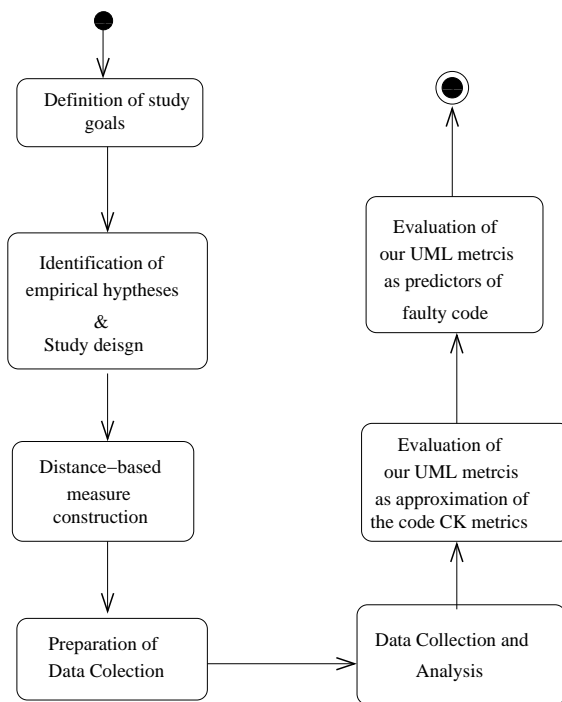 Definition of study
goals
Identification of
empirical hyptheses
&
Study deisgn
Distance−based
measure
construction
Preparation of
Data Colection
Data Collection and
Analysis
Evaluation of
our UML metrcis
as approximation of
the code CK metrics
Evaluation of
our UML metrcis
as predictors of
faulty code